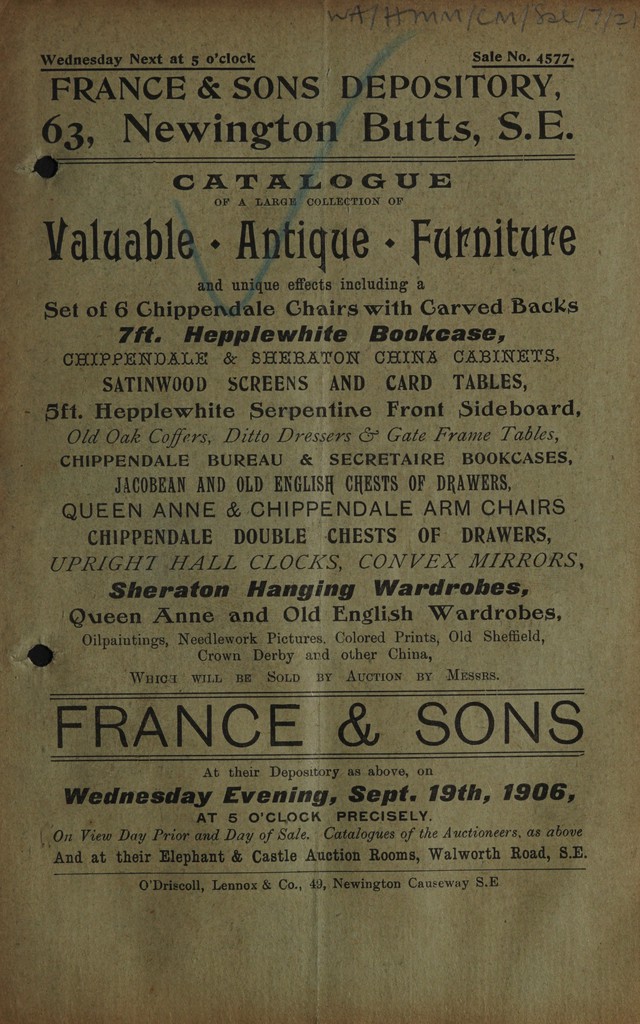 WA/HMM/CM/Sal/7/21
Wednesday Next at 5 o'clock Sale No. 4577.
FRANCE & SONS DEPOSITORY,
63, Newington Butts, S.E.
CATALOGUE
OF A LARGE COLLECTION OF
Valuable · Antique · Furniture
and unique effects including a
Set of 6 Chippendale Chairs with Carved Backs
7ft. Hepplewhite Bookcase,
CHIPPENDALE & SHERATON CHINA CABINETS.
SATINWOOD SCREENS AND CARD TABLES,
5ft. Hepplewhite Serpentine Front Sideboard,
Old Oak Coffers, Ditto Dressers & Gate Frame Tables,
CHIPPENDALE BUREAU & SECRETAIRE BOOKCASES,
JACOBEAN AND OLD ENGLISH CHESTS OF DRAWERS,
QUEEN ANNE & CHIPPENDALE ARM CHAIRS
CHIPPENDALE DOUBLE CHESTS OF DRAWERS,
UPRIGHT HALL CLOCKS, CONVEX MIRRORS,
Sheraton Hanging Wardrobes,
Queen Anne and Old English Wardrobes,
Oilpaintings, Needlework Pictures, Colored Prints, Old Sheffield,
Crown Derby and other China,
WHICH WILL BE SOLD BY AUCTION BY MESSRS.
FRANCE & SONS
At their Depository as above, on
Wednesday Evening, Sept. 19th, 1906,
AT 5 O'CLOCK PRECISELY.
On View Day Prior and Day of Sale. Catalogues of the Auctioneers, as above
And at their Elephant & Castle Auction Rooms, Walworth Road, S.E.
O'Driscoll, Lennox & Co., 49, Newington Causeway S.E